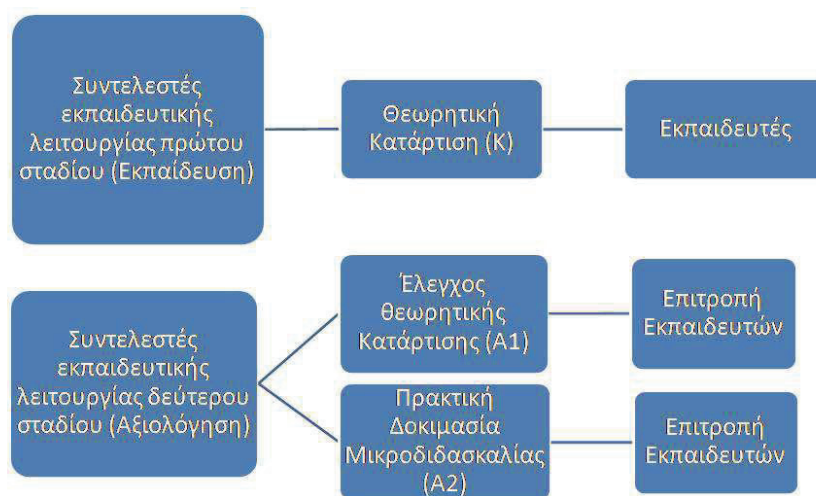 Συντελεστές
εκπαιδευτικής
λειτουργίας πρώτου
σταδίου (Εκπαίδευση)
Θεωρητική
Κατάρτιση (Κ)
Εκπαιδευτές
Συντελεστές
εκπαιδευτικής
λειτουργίας δεύτερου
σταδίου (Αξιολόγηση)
Έλεγχος
θεωρητικής
Κατάρτισης (Α1)
Επιτροπή
Εκπαιδευτών
Πρακτική
Δοκιμασία
Μικροδιδασκαλίας
(Α2)
Επιτροπή
Εκπαιδευτών